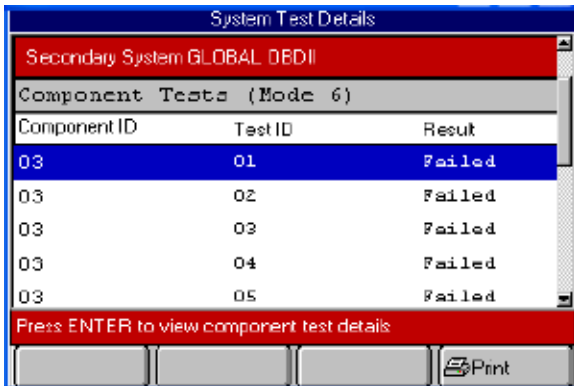 System Test Details
Secondary System GLOBAL OBDII
Component Tests (Mode 6)
Component ID Test ID Result
03 01 Failed
03 02 Failed
03 03 Failed
03 04 Failed
03 05 Failed
Press ENTER to view component test details
Print